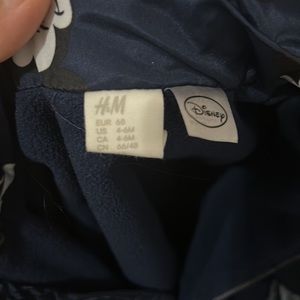 H&M
EUR 68
US 4-6M
CA 4-6M
CN 66/48
Disney